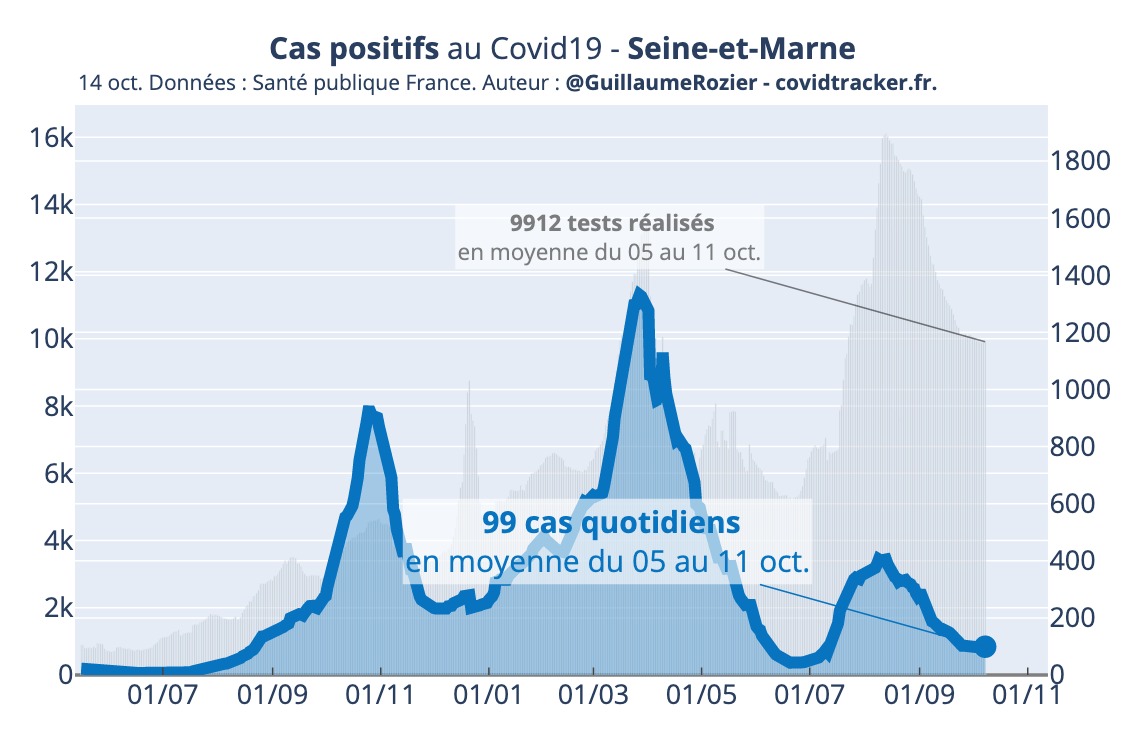 Cas positifs au Covid19 - Seine-et-Marne
14 oct. Données : Santé publique France. Auteur : @GuillaumeRozier - covidtracker.fr.
16k
14k
12k
10k
8k
6k
4k
2k
0
1800
1600
1400
1200
1000
800
600
400
200
0
9912 tests réalisés
en moyenne du 05 au 11 oct.
99 cas quotidiens
en moyenne du 05 au 11 oct.
01/07 01/09 01/11 01/01 01/03 01/05 01/07 01/09 01/11